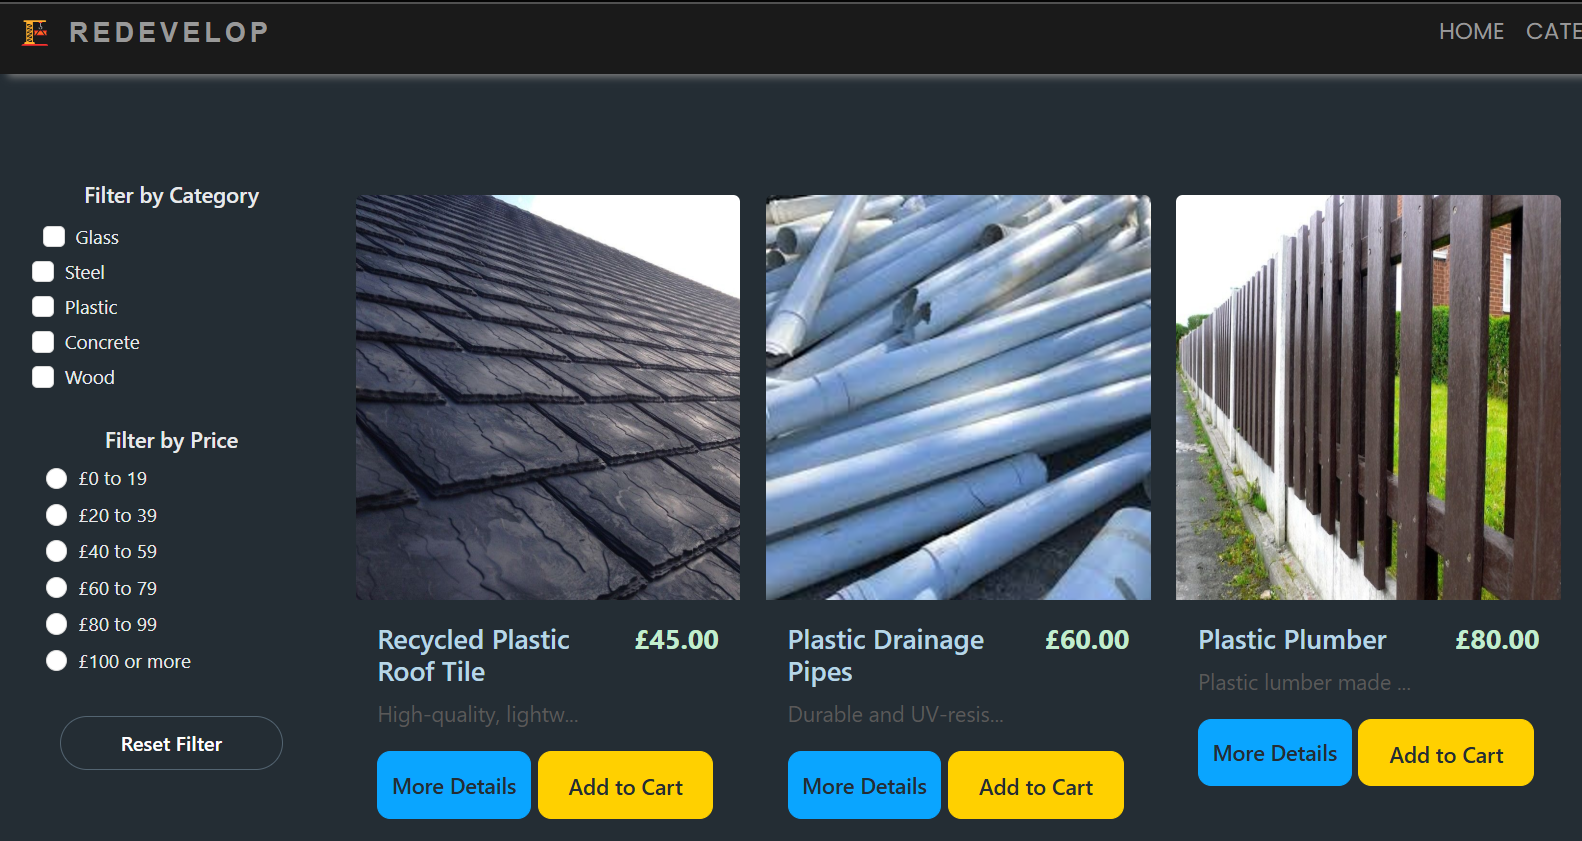 REDEVELOP
HOME CATE
Filter by Category
Glass
Steel
Plastic
Concrete
Wood
Filter by Price
£0 to 19
£20 to 39
£40 to 59
£60 to 79
£80 to 99
£100 or more
Reset Filter
Recycled Plastic
Roof Tile
£45.00
High-quality, lightw...
More Details
Add to Cart
Plastic Drainage
Pipes
£60.00
Durable and UV-resis...
More Details
Add to Cart
Plastic Plumber
£80.00
Plastic lumber made ...
More Details
Add to Cart